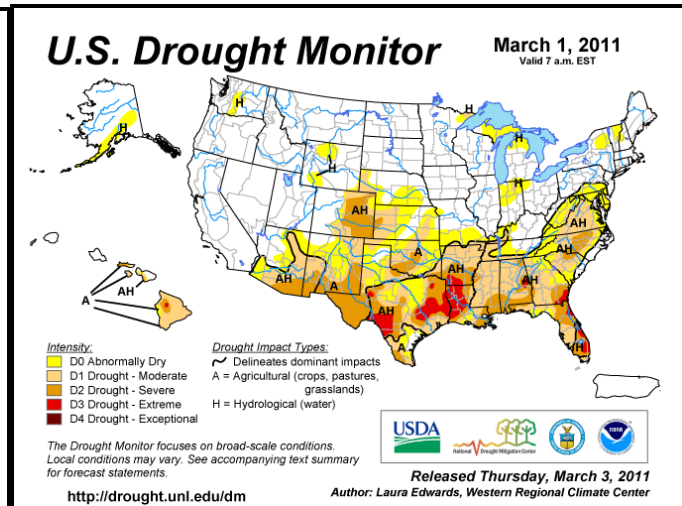 U.S. Drought Monitor
March 1, 2011
Valid 7 a.m. EST
H
H
H
H
H
H
AH
AH
AH
A
AH
AH
A
AH
H
AH
A
H
A
AH
Intensity:
D0 Abnormally Dry
D1 Drought - Moderate
D2 Drought - Severe
D3 Drought - Extreme
D4 Drought - Exceptional
Drought Impact Types:
Delineates dominant impacts
A = Agricultural (crops, pastures,
grasslands)
H = Hydrological (water)
The Drought Monitor focuses on broad-scale conditions.
Local conditions may vary. See accompanying text summary
for forecast statements.
http://drought.unl.edu/dm
USDA
National Drought Mitigation Center
NOAA
Released Thursday, March 3, 2011
Author: Laura Edwards, Western Regional Climate Center